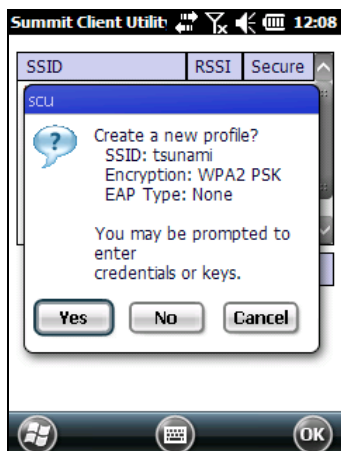 Summit Client Utilit 12:08
SSID RSSI Secure
scu
Create a new profile?
SSID: tsunami
Encryption: WPA2 PSK
EAP Type: None
You may be prompted to
enter
credentials or keys.
Yes No Cancel
OK